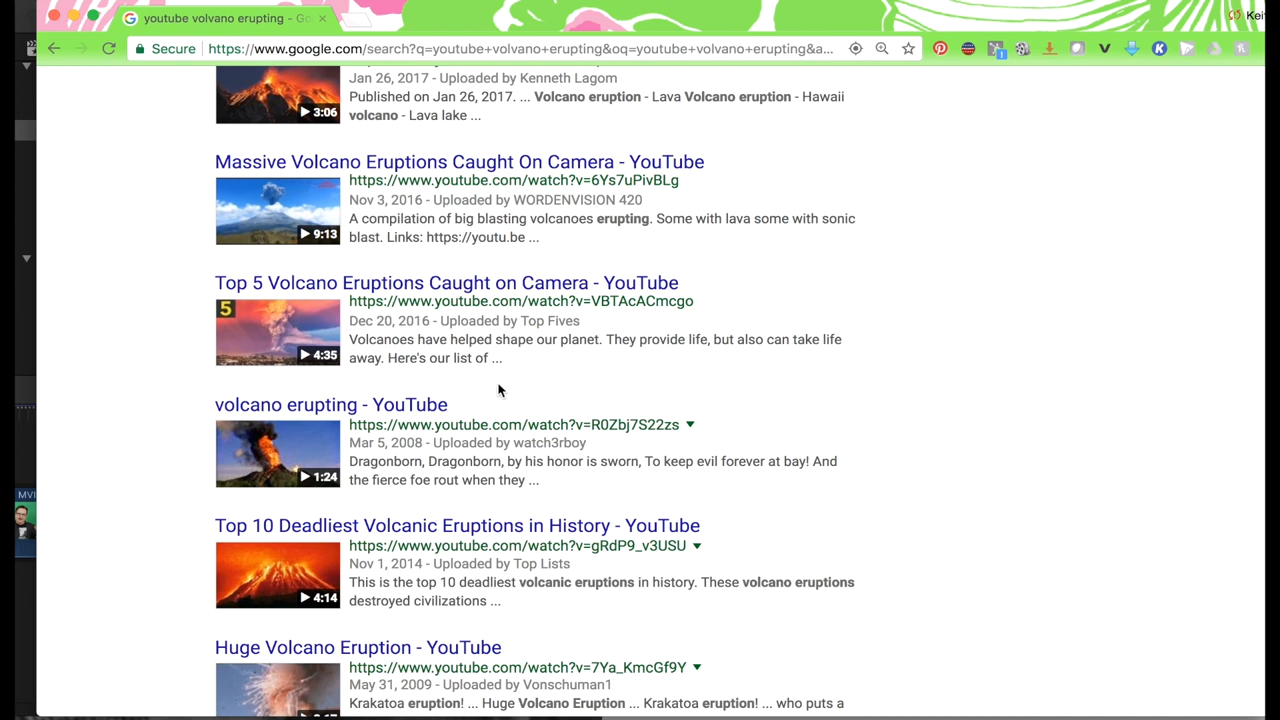 youtube volvano erupting - Go
Kei
Secure
https://www.google.com/search?q=youtube+volvano+erupting&oq=youtube+volvano+erupting&a...
Jan 26, 2017 - Uploaded by Kenneth Lagom
Published on Jan 26, 2017. ... Volcano eruption - Lava Volcano eruption - Hawaii
volcano - Lava lake ...
3:06
Massive Volcano Eruptions Caught On Camera - YouTube
https://www.youtube.com/watch?v=6Ys7uPivBLg
Nov 3, 2016 - Uploaded by WORDENVISION 420
A compilation of big blasting volcanoes erupting. Some with lava some with sonic
blast. Links: https://youtu.be ...
9:13
Top 5 Volcano Eruptions Caught on Camera - YouTube
https://www.youtube.com/watch?v=VBTAcACmcgo
5
Dec 20, 2016 - Uploaded by Top Fives
Volcanoes have helped shape our planet. They provide life, but also can take life
away. Here's our list of ...
4:35
volcano erupting - YouTube
https://www.youtube.com/watch?v=R0Zbj7S22zs
Mar 5, 2008 - Uploaded by watch3rboy
Dragonborn, Dragonborn, by his honor is sworn, To keep evil forever at bay! And
the fierce foe rout when they ...
1:24
MVI
Top 10 Deadliest Volcanic Eruptions in History - YouTube
https://www.youtube.com/watch?v=gRdP9_v3USU
Nov 1, 2014 - Uploaded by Top Lists
This is the top 10 deadliest volcanic eruptions in history. These volcano eruptions
destroyed civilizations ...
4:14
Huge Volcano Eruption - YouTube
https://www.youtube.com/watch?v=7Ya_KmcGf9Y
May 31, 2009 - Uploaded by Vonschuman1
Krakatoa eruption! ... Huge Volcano Eruption ... Krakatoa eruption! ... who puts a